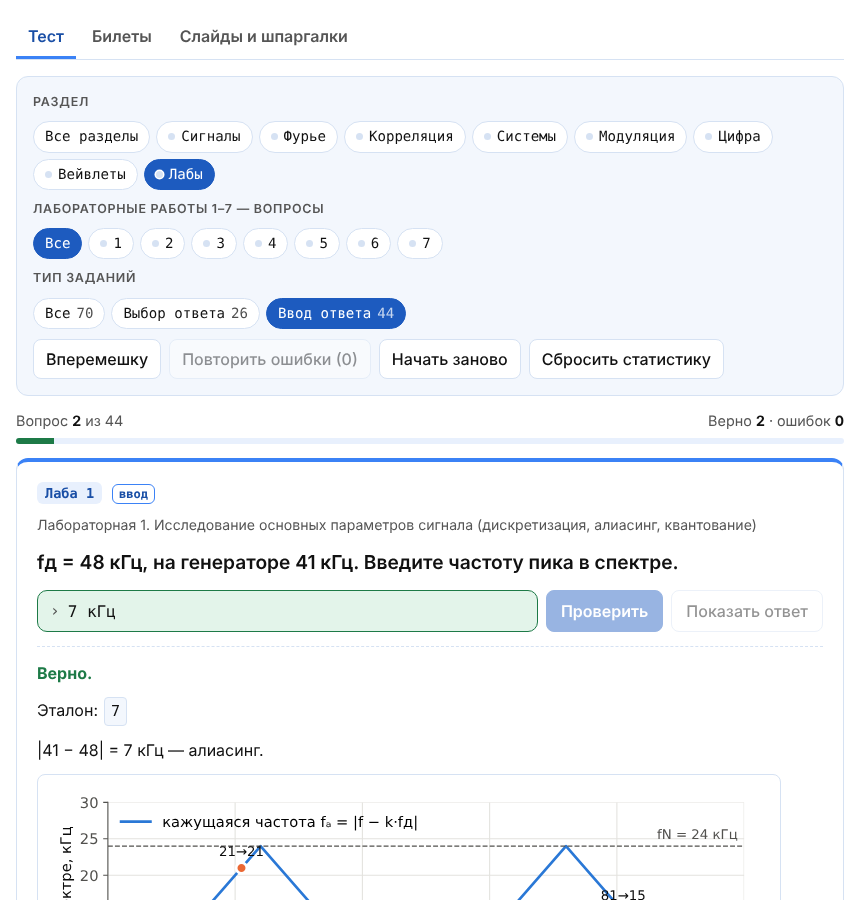 Тест Билеты Слайды и шпаргалки
РАЗДЕЛ
Все разделы Сигналы Фурье Корреляция Системы Модуляция Цифра
Вейвлеты Лабы
ЛАБОРАТОРНЫЕ РАБОТЫ 1–7 — ВОПРОСЫ
Все 1 2 3 4 5 6 7
ТИП ЗАДАНИЙ
Все 70 Выбор ответа 26 Ввод ответа 44
Вперемешку Повторить ошибки (0) Начать заново Сбросить статистику
Вопрос 2 из 44 Верно 2 · ошибок 0
Лаба 1 ввод
Лабораторная 1. Исследование основных параметров сигнала (дискретизация, алиасинг, квантование)
fд = 48 кГц, на генераторе 41 кГц. Введите частоту пика в спектре.
› 7 кГц Проверить Показать ответ
Верно.
Эталон: 7
|41 − 48| = 7 кГц — алиасинг.
30
кажущаяся частота fₐ = |f − k·fд|
fN = 24 кГц
25
21→21
20
81→15